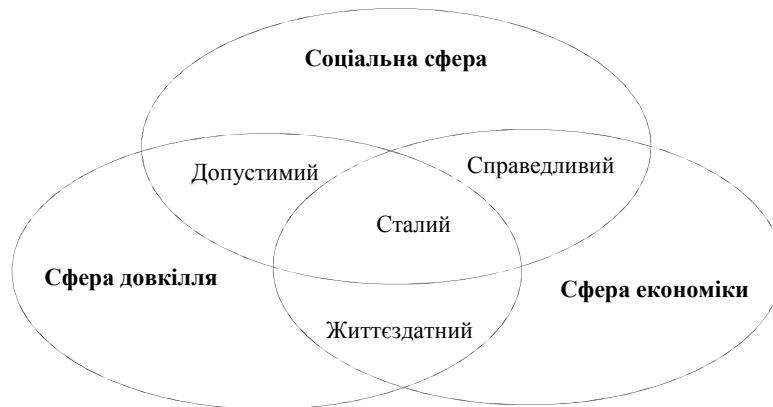 Соціальна сфера
Допустимий
Справедливий
Сталий
Сфера довкілля
Сфера економіки
Життєздатний